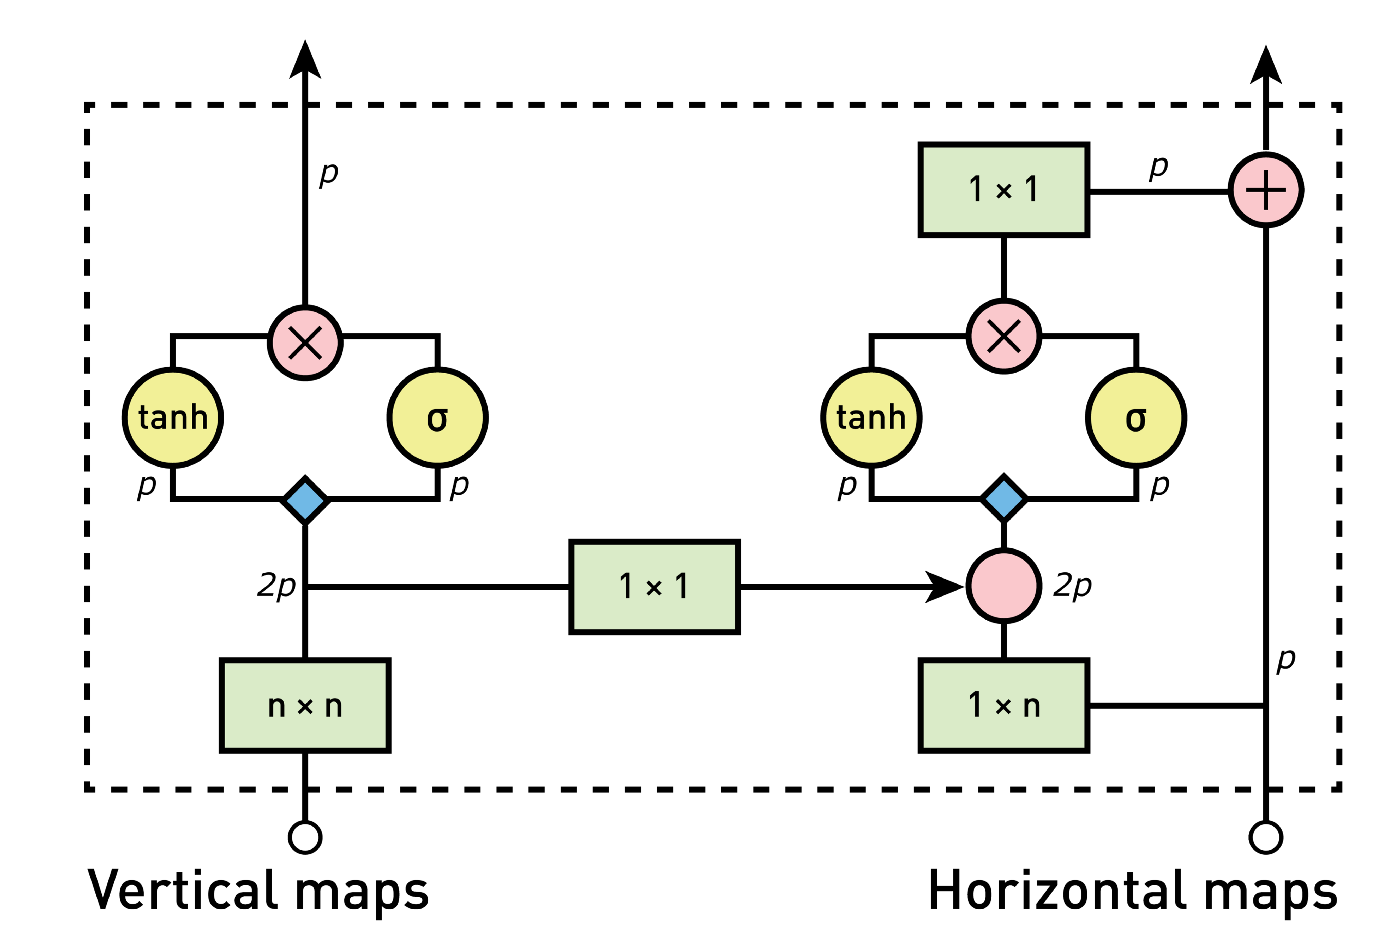 p
1 × 1
p
+
×
×
tanh
σ
tanh
σ
p
p
p
p
2p
1 × 1
2p
n × n
1 × n
p
Vertical maps
Horizontal maps